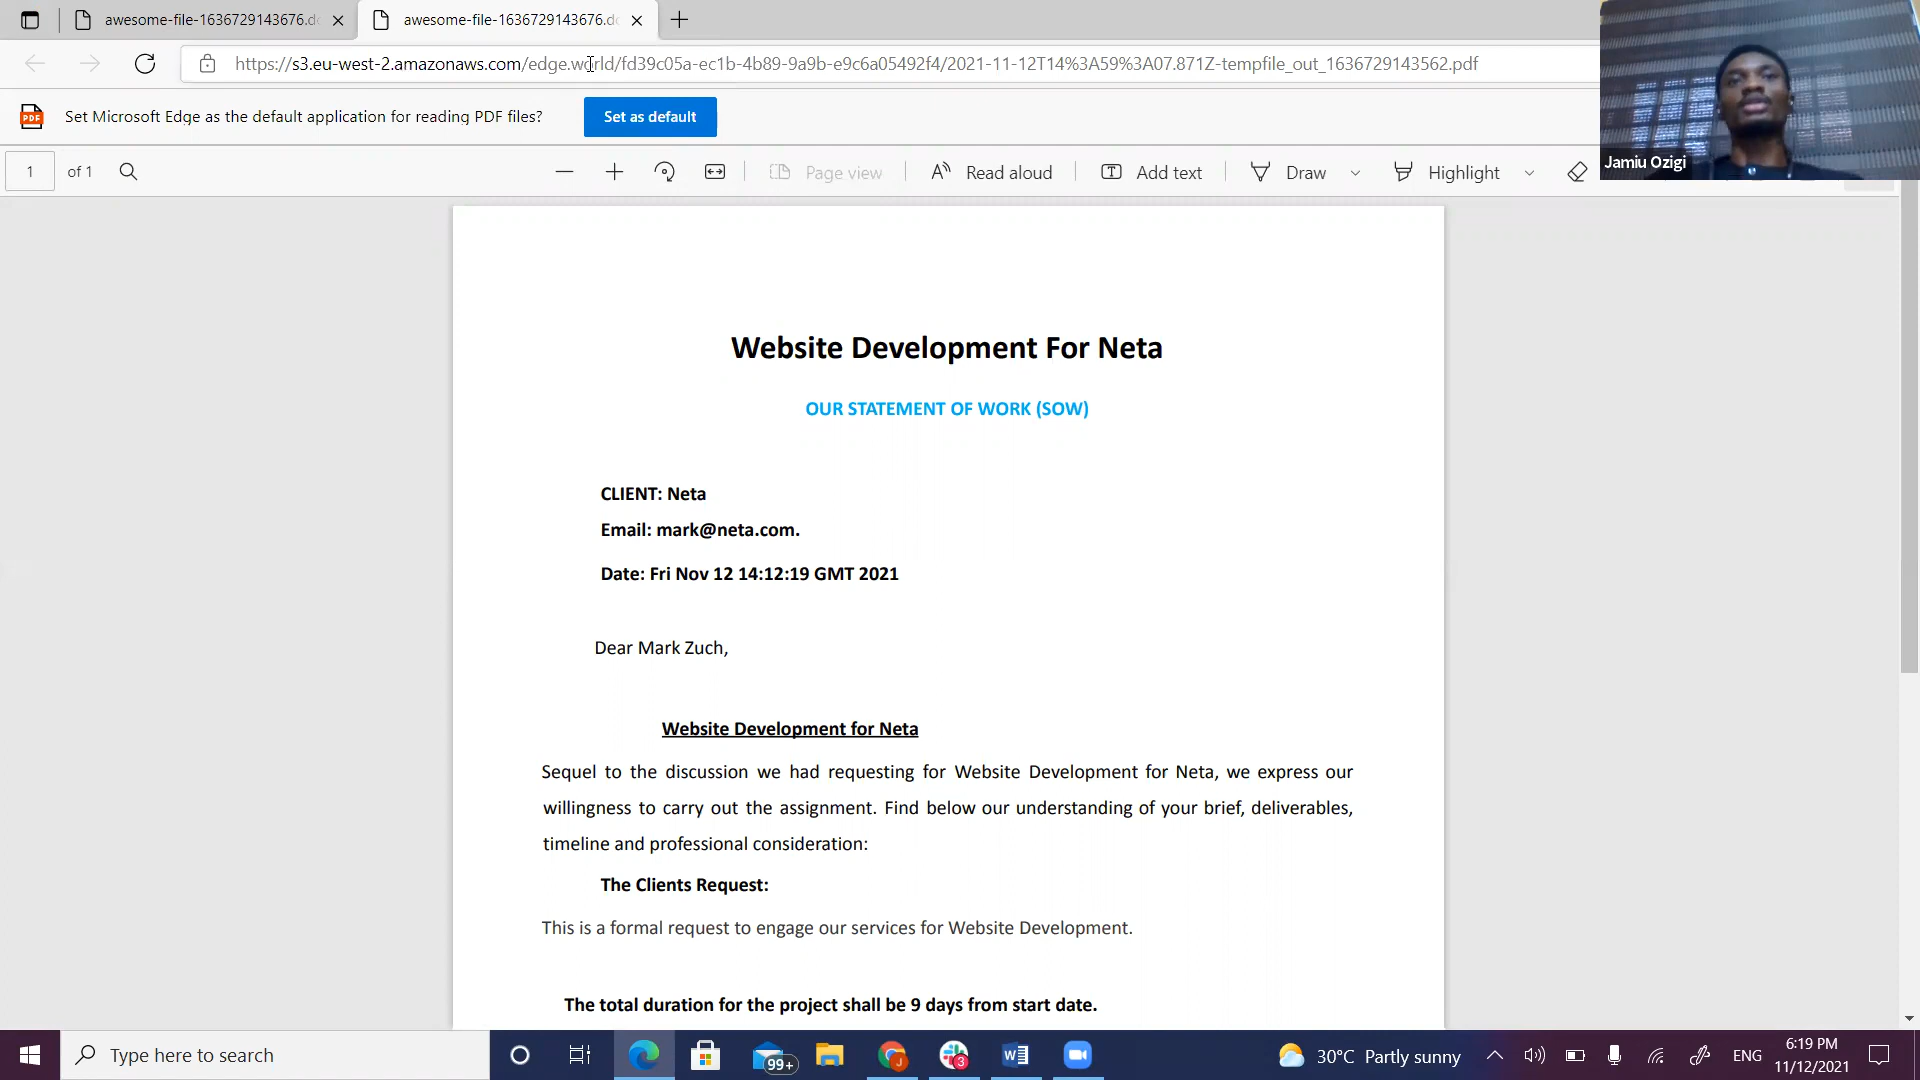 awesome-file-1636729143676.d
awesome-file-1636729143676.d
https://s3.eu-west-2.amazonaws.com/edge.world/fd39c05a-ec1b-4b89-9a9b-e9c6a05492f4/2021-11-12T14%3A59%3A07.871Z-tempfile_out_1636729143562.pdf
PDF
Set Microsoft Edge as the default application for reading PDF files?
Set as default
1 of 1
Page view
Read aloud
Add text
Draw
Highlight
Jamiu Ozigi
Website Development For Neta
OUR STATEMENT OF WORK (SOW)
CLIENT: Neta
Email: mark@neta.com.
Date: Fri Nov 12 14:12:19 GMT 2021
Dear Mark Zuch,
Website Development for Neta
Sequel to the discussion we had requesting for Website Development for Neta, we express our
willingness to carry out the assignment. Find below our understanding of your brief, deliverables,
timeline and professional consideration:
The Clients Request:
This is a formal request to engage our services for Website Development.
The total duration for the project shall be 9 days from start date.
Type here to search
99+
J
3
30°C Partly sunny
ENG
6:19 PM
11/12/2021